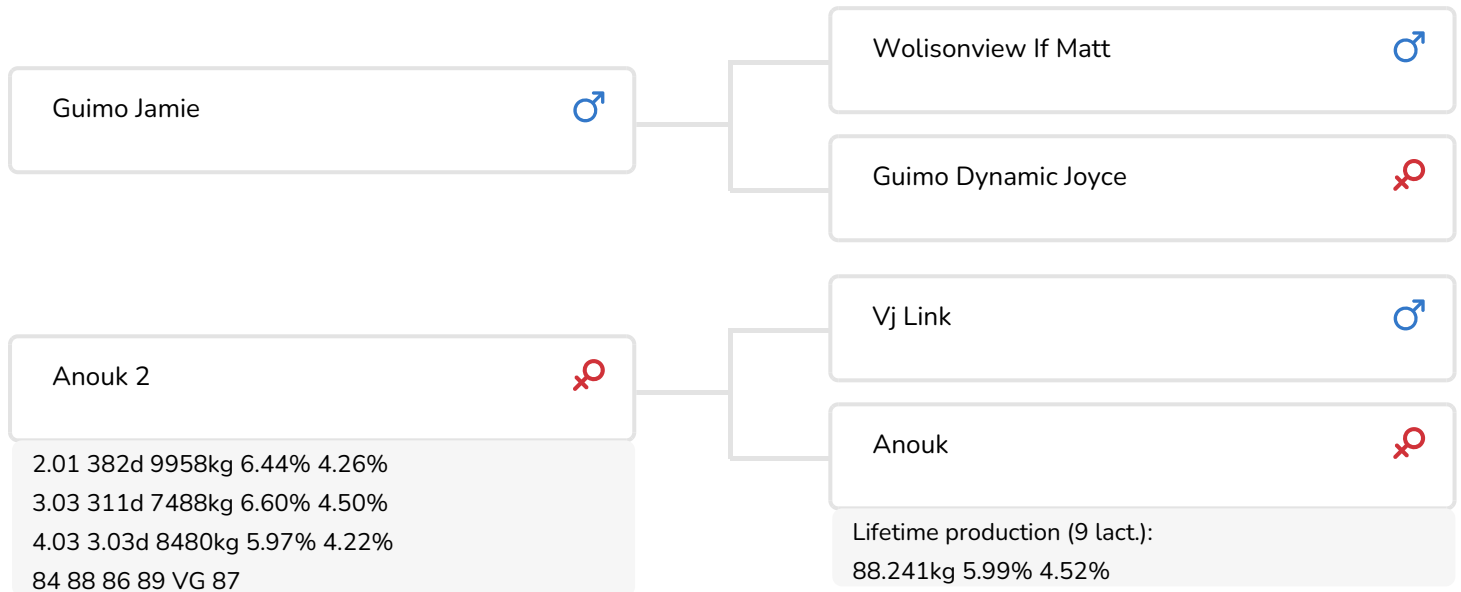 Guimo Jamie
Wolisonview If Matt
Guimo Dynamic Joyce
Anouk 2
2.01 382d 9958kg 6.44% 4.26%
3.03 311d 7488kg 6.60% 4.50%
4.03 3.03d 8480kg 5.97% 4.22%
84 88 86 89 VG 87
Vj Link
Anouk
Lifetime production (9 lact.):
88.241kg 5.99% 4.52%